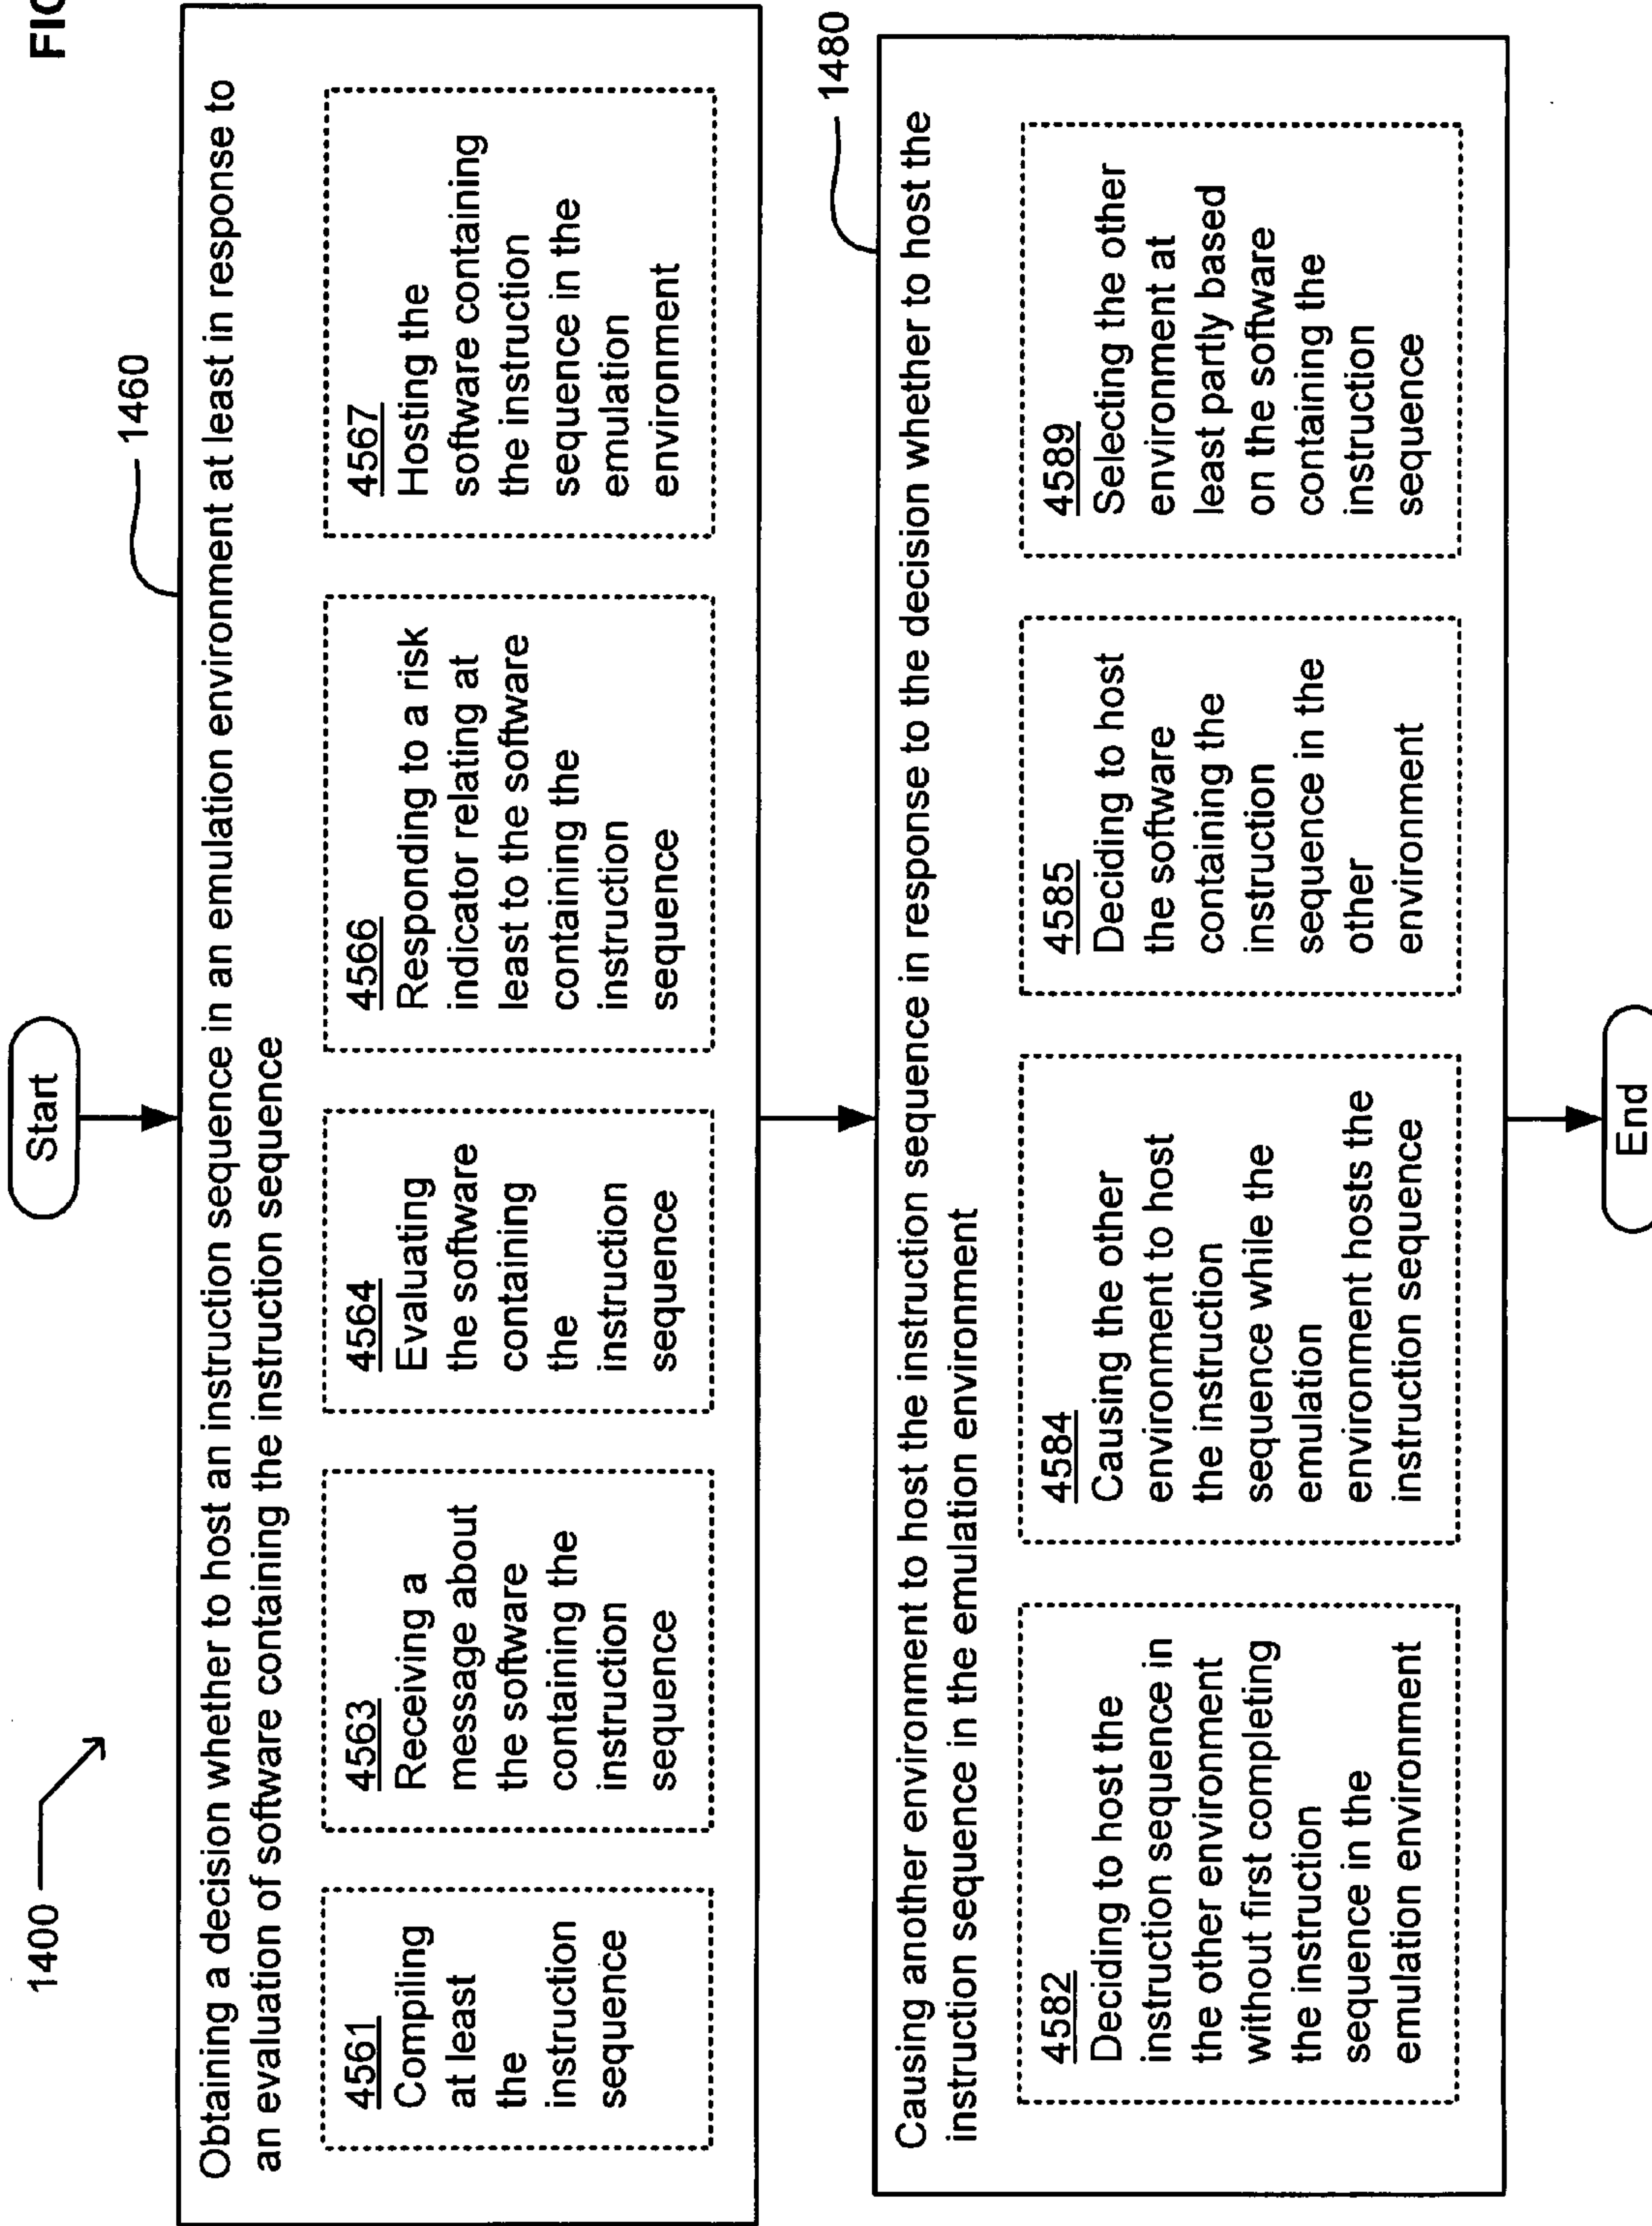 FIG
1400
Start
1460
Obtaining a decision whether to host an instruction sequence in an emulation environment at least in response to
an evaluation of software containing the instruction sequence
4561
Compiling
at least
the
instruction
sequence
4563
Receiving a
message about
the software
containing the
instruction
sequence
4564
Evaluating
the software
containing
the
instruction
sequence
4566
Responding to a risk
indicator relating at
least to the software
containing the
instruction
sequence
4567
Hosting the
software containing
the instruction
sequence in the
emulation
environment
1480
Causing another environment to host the instruction sequence in response to the decision whether to host the
instruction sequence in the emulation environment
4582
Deciding to host the
instruction sequence in
the other environment
without first completing
the instruction
sequence in the
emulation environment
4584
Causing the other
environment to host
the instruction
sequence while the
emulation
environment hosts the
instruction sequence
4585
Deciding to host
the software
containing the
instruction
sequence in the
other
environment
4589
Selecting the other
environment at
least partly based
on the software
containing the
instruction
sequence
End